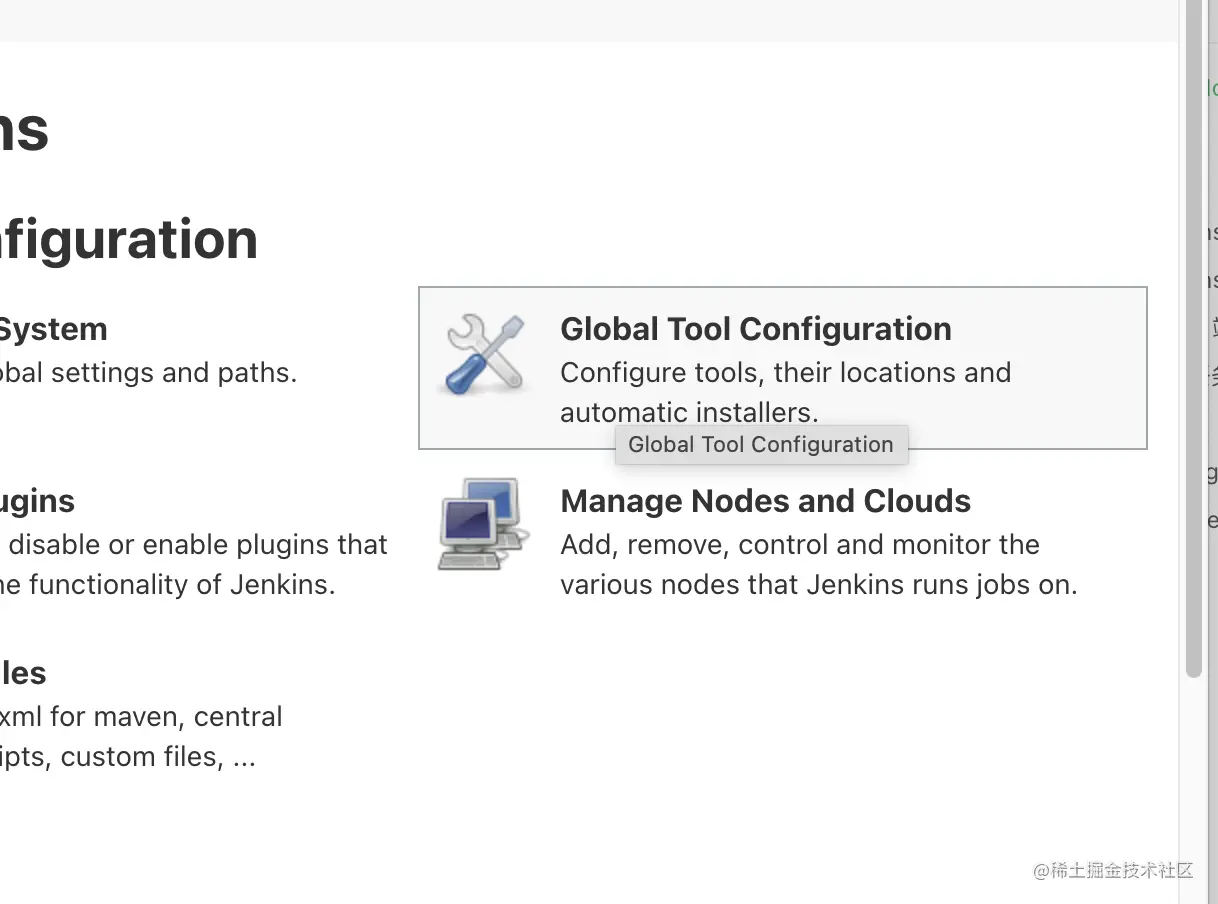 ns
nfiguration
System
obal settings and paths.
Global Tool Configuration
Configure tools, their locations and
automatic installers.
Global Tool Configuration
ugins
disable or enable plugins that
he functionality of Jenkins.
Manage Nodes and Clouds
Add, remove, control and monitor the
various nodes that Jenkins runs jobs on.
les
xml for maven, central
ipts, custom files, ...
@稀土掘金技术社区